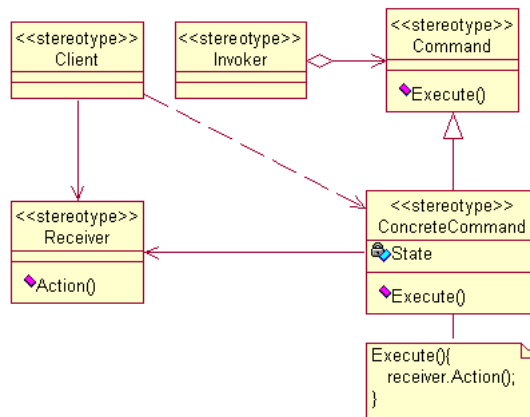 <<stereotype>>
Client
<<stereotype>>
Invoker
<<stereotype>>
Command
Execute()
<<stereotype>>
Receiver
Action()
<<stereotype>>
ConcreteCommand
State
Execute()
Execute(){
receiver.Action();
}